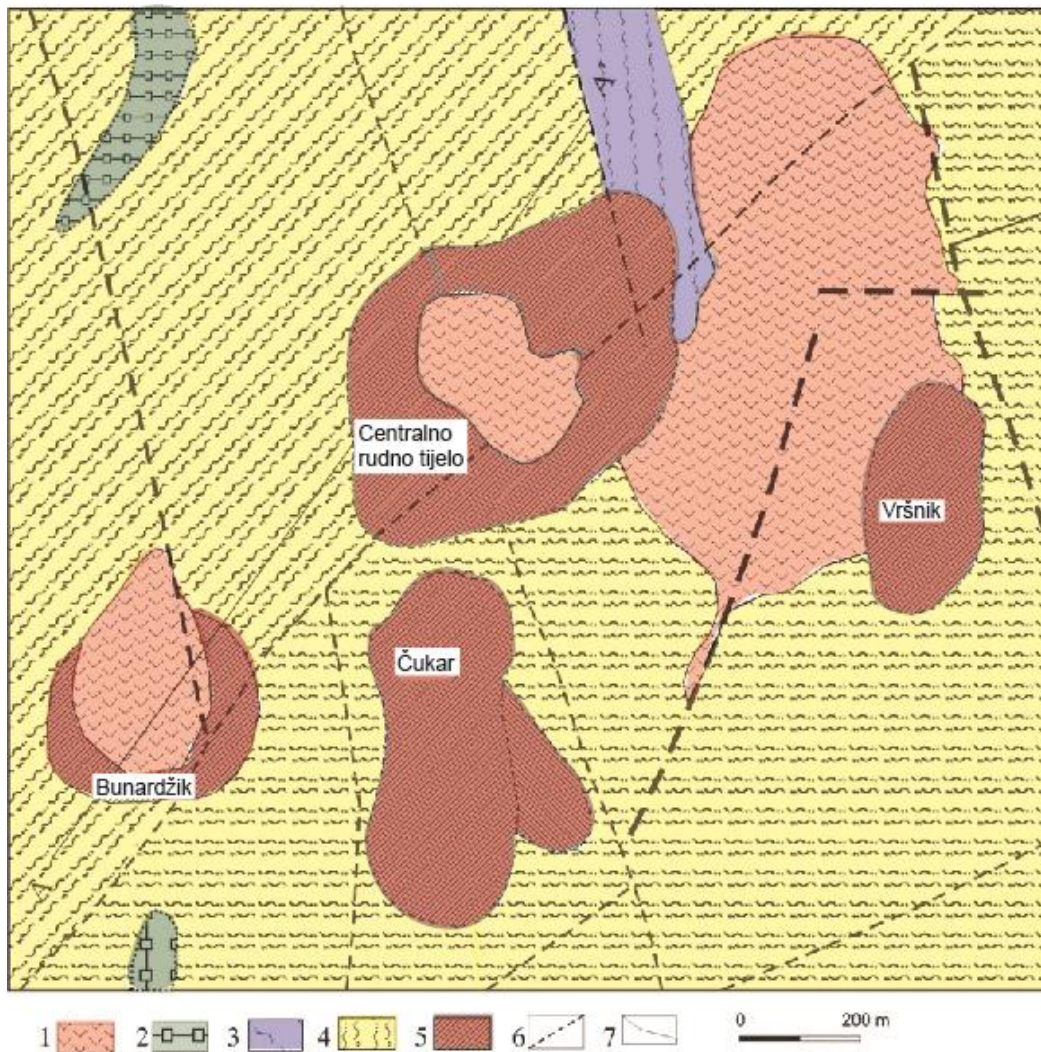 A'
Centralno
rudno tijelo
Vršnik
Čukar
Bunardžik
A
1 2 3 4 5 6 7 0 200 m